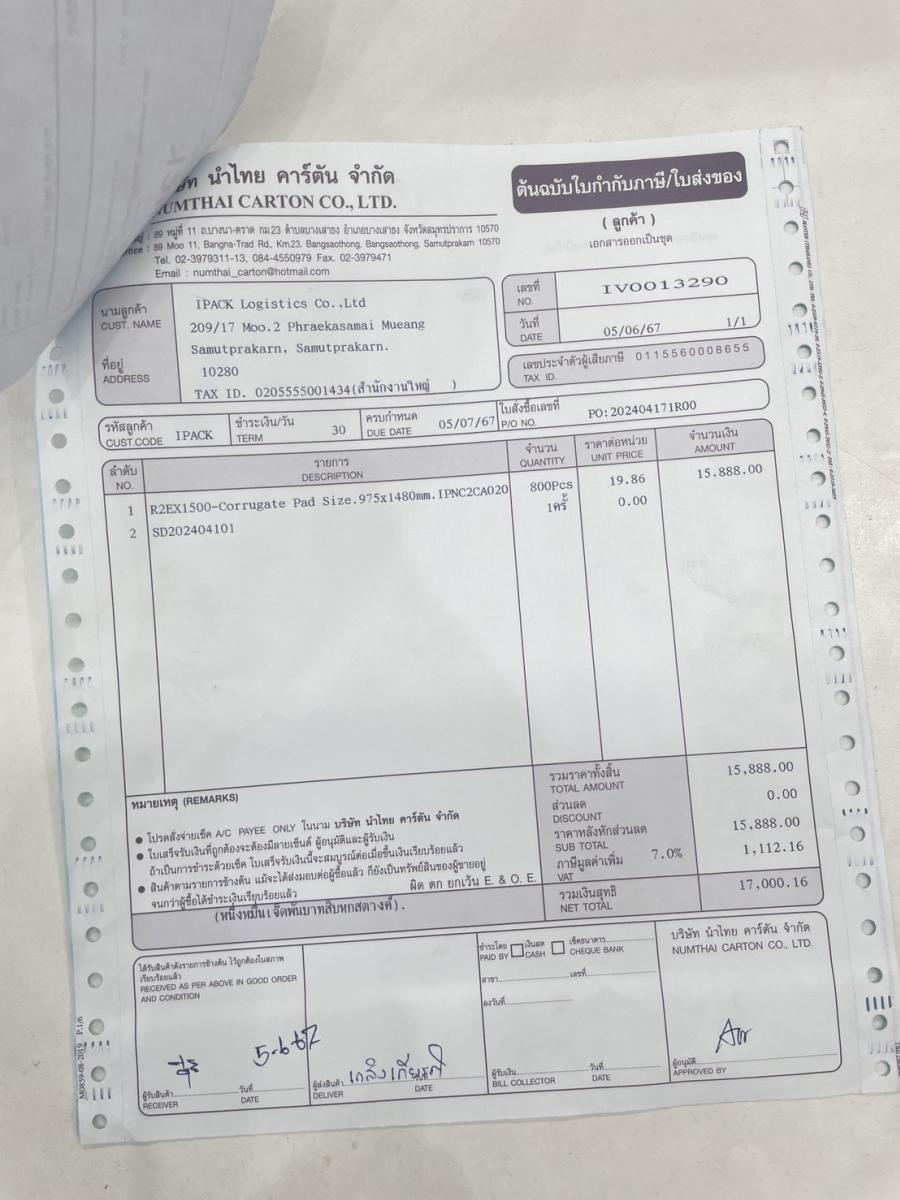 นำไทย คาร์ตัน จำกัด
NUMTHAI CARTON CO., LTD.
: 89 หมู่ที่ 11 ถ.บางนา-ตราด กม.23 ตำบลบางเสาธง อำเภอบางเสาธง จังหวัดสมุทรปราการ 10570
: 89 Moo 11, Bangna-Trad Rd., Km.23, Bangsaothong, Bangsaothong, Samutprakarn 10570
Tel. 02-3979311-13, 084-4550979 Fax. 02-3979471
Email : numthai_carton@hotmail.com
ต้นฉบับใบกำกับภาษี/ใบส่งของ
( ลูกค้า )
เอกสารออกเป็นชุด
นามลูกค้า
CUST. NAME
ที่อยู่
ADDRESS
IPACK Logistics Co.,Ltd
209/17 Moo.2 Phraekasamai Mueang
Samutprakarn, Samutprakarn.
10280
TAX ID. 0205555001434(สำนักงานใหญ่ )
เลขที่
NO.
IV0013290
วันที่
DATE
05/06/67 1/1
เลขประจำตัวผู้เสียภาษี 0115560008655
TAX ID.
รหัสลูกค้า
CUST.CODE IPACK
ชำระเงิน/วัน
TERM 30
ครบกำหนด
DUE DATE 05/07/67
ใบสั่งซื้อเลขที่
P/O NO. PO:202404171R00
ลำดับ รายการ จำนวน ราคาต่อหน่วย จำนวนเงิน
NO. DESCRIPTION QUANTITY UNIT PRICE AMOUNT
1 R2EX1500-Corrugate Pad Size.975x1480mm.IPNC2CA020 800Pcs 19.86 15,888.00
2 SD202404101 0.00
หมายเหตุ (REMARKS)
● โปรดสั่งจ่ายเช็ค A/C PAYEE ONLY ในนาม บริษัท นำไทย คาร์ตัน จำกัด
● ใบเสร็จรับเงินที่ถูกต้องจะต้องมีลายเซ็นต์ ผู้อนุมัติและผู้รับเงิน
ถ้าเป็นการชำระด้วยเช็ค ใบเสร็จรับเงินนี้จะสมบูรณ์ต่อเมื่อขึ้นเงินเรียบร้อยแล้ว
● สินค้าตามรายการข้างต้น แม้จะได้ส่งมอบต่อผู้ซื้อแล้ว ก็ยังเป็นทรัพย์สินของผู้ขายอยู่
จนกว่าผู้ซื้อได้ชำระเงินเรียบร้อยแล้ว
ผิด ตก ยกเว้น E. & O. E.
(หนึ่งหมื่นเจ็ดพันบาทสิบหกสตางค์).
รวมราคาทั้งสิ้น
TOTAL AMOUNT 15,888.00
ส่วนลด
DISCOUNT 0.00
ราคาหลังหักส่วนลด
SUB TOTAL 15,888.00
ภาษีมูลค่าเพิ่ม 7.0% 1,112.16
VAT
รวมเงินสุทธิ
NET TOTAL 17,000.16
ได้รับสินค้าดังรายการข้างต้น ไว้ถูกต้องในสภาพ
เรียบร้อยแล้ว
RECEIVED AS PER ABOVE IN GOOD ORDER
AND CONDITION
5-6-67
ผู้รับสินค้า วันที่
RECEIVER DATE
ผู้ส่งสินค้า
DELIVER DATE
ชำระโดย เงินสด เช็คธนาคาร
PAID BY CASH CHEQUE BANK
สาขา เลขที่
ลงวันที่
ผู้รับเงิน วันที่
BILL COLLECTOR DATE
บริษัท นำไทย คาร์ตัน จำกัด
NUMTHAI CARTON CO., LTD.
ผู้อนุมัติ
APPROVED BY
M0859-08-2019 P.1/6